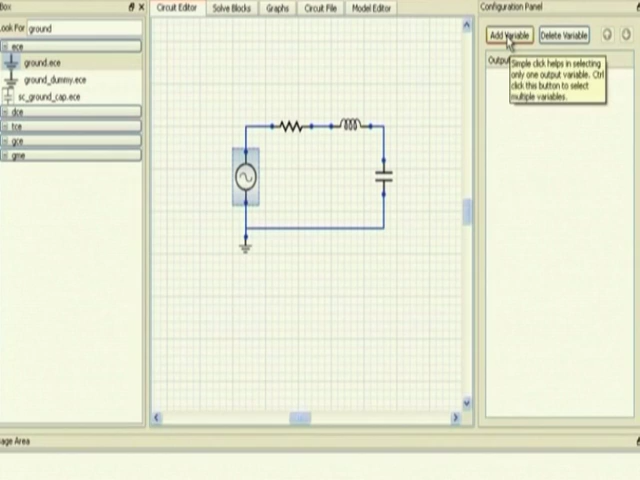 Box
Look For ground
ece
ground.ece
ground_dummy.ece
sc_ground_cap.ece
dce
tce
gce
gme
Circuit Editor Solve Blocks Graphs Circuit File Model Editor
Configuration Panel
Add Variable Delete Variable
Output
Simple click helps in selecting
only one output variable. Ctrl
click this button to select
multiple variables.
sage Area